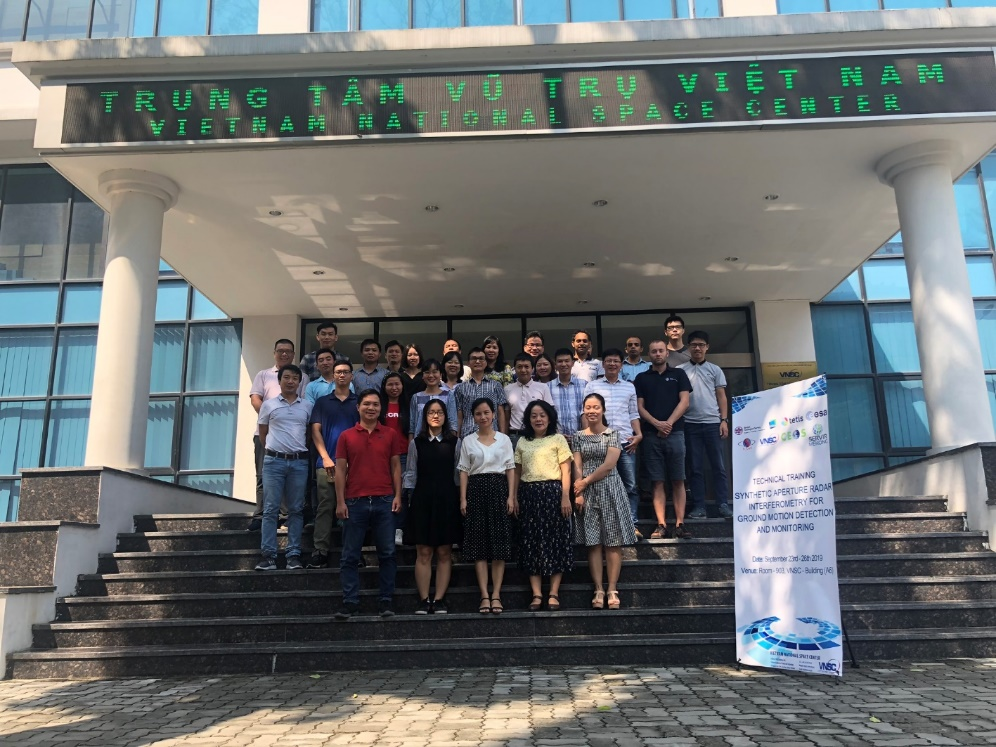 TRUNG TÂM VŨ TRỤ VIỆT NAM
VIETNAM NATIONAL SPACE CENTER
VNSC
tetis esa
VNSC CEOS SERVIR
TECHNICAL TRAINING
SYNTHETIC APERTURE RADAR
INTERFEROMETRY FOR
GROUND MOTION DETECTION
AND MONITORING
Date: September 23rd - 26th 2019
Venue: Room - 903, VNSC - Building (A6)
VIETNAM NATIONAL SPACE CENTER
VNSC